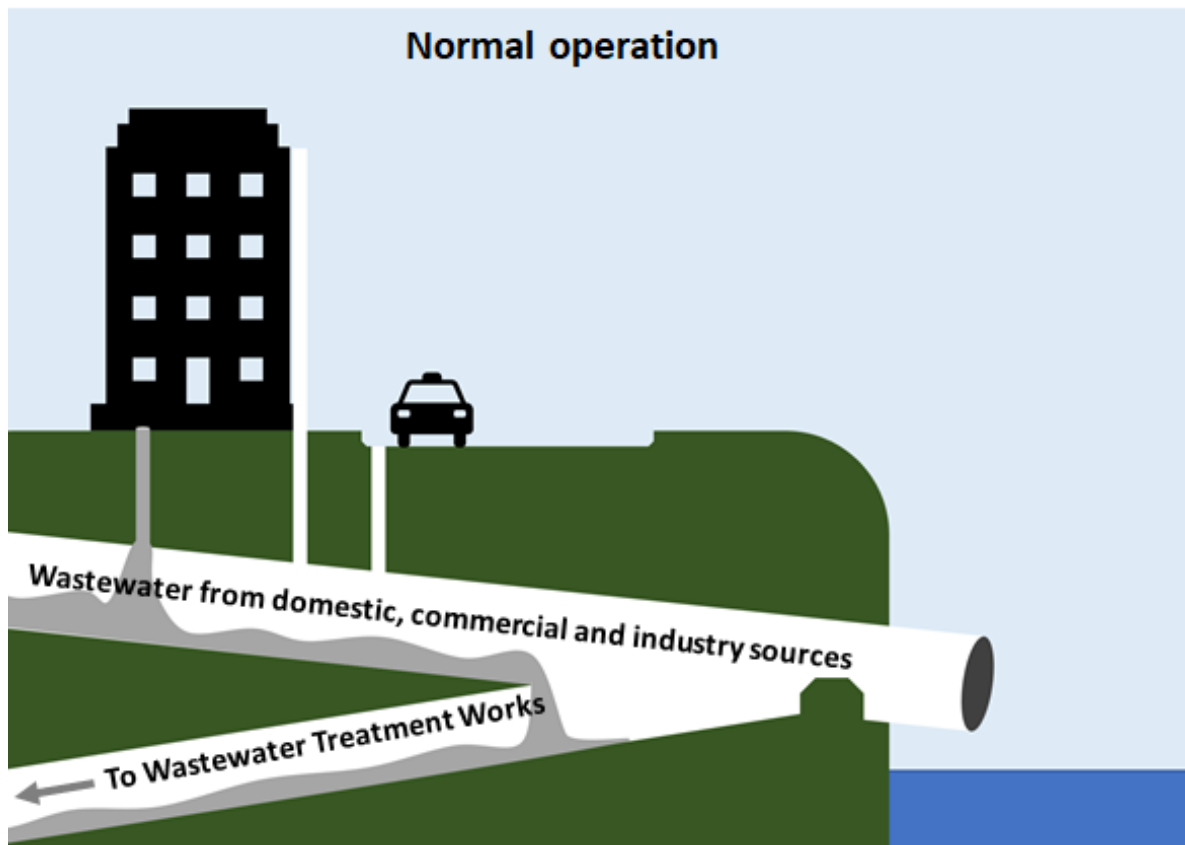 Normal operation
Wastewater from domestic, commercial and industry sources
To Wastewater Treatment Works